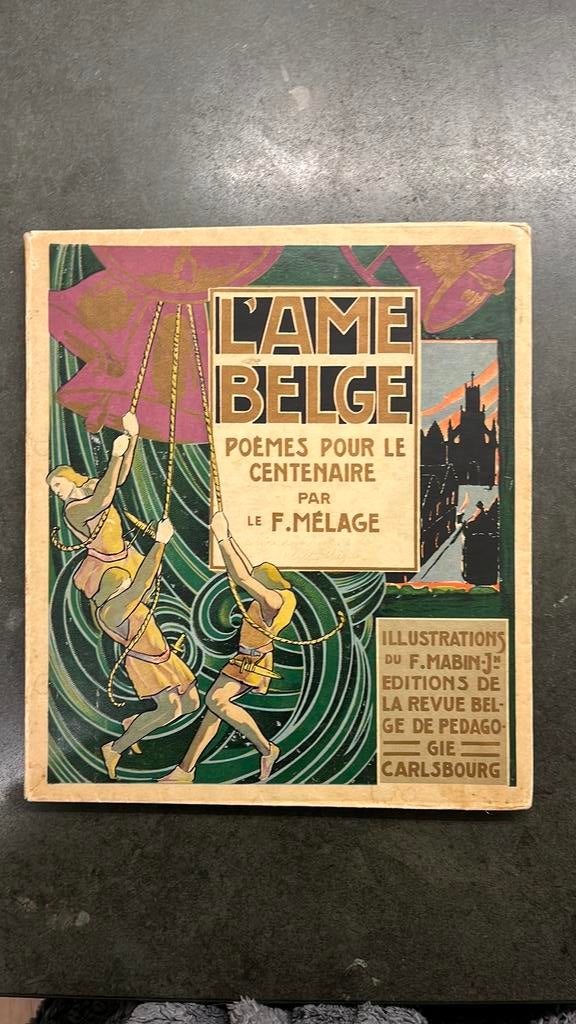 L'AME
BELGE
POÈMES POUR LE
CENTENAIRE
PAR
LE F. MÉLAGE
ILLUSTRATIONS
DU F. MABIN-Jⁿ
EDITIONS DE
LA REVUE BEL-
GE DE PEDAGO-
GIE
CARLSBOURG